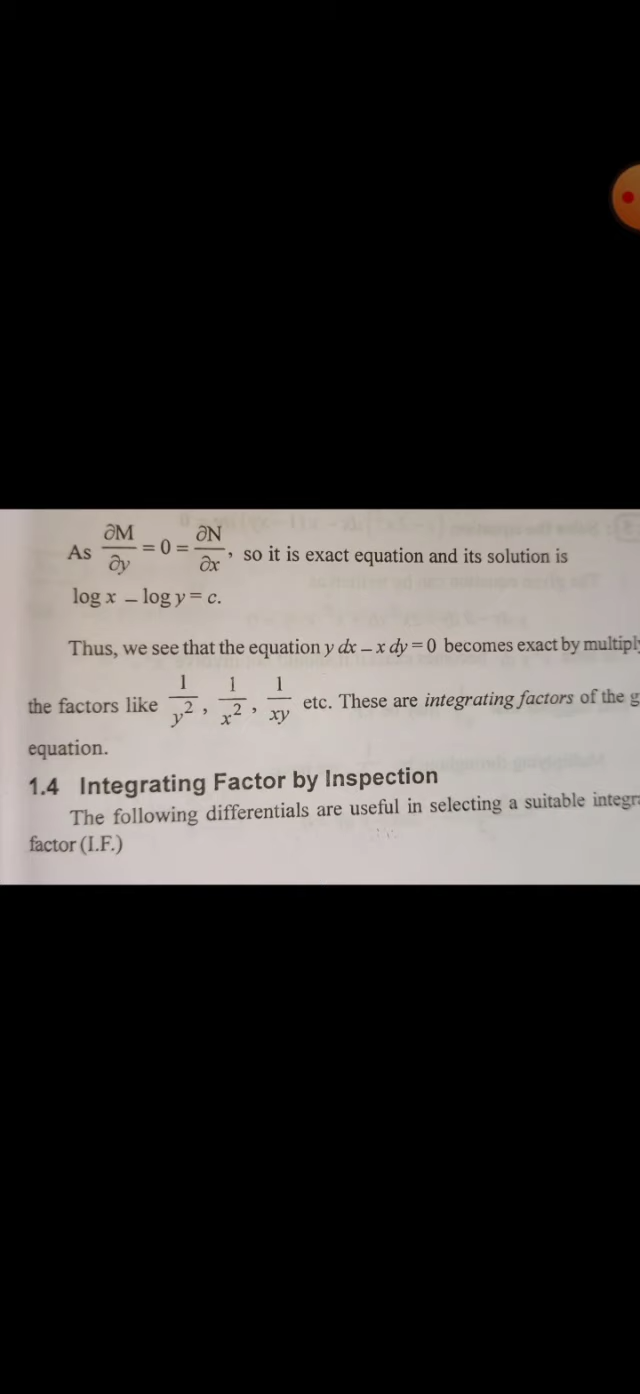 As ∂M/∂y = 0 = ∂N/∂x, so it is exact equation and its solution is
log x – log y = c.
Thus, we see that the equation y dx – x dy = 0 becomes exact by
the factors like 1/y², 1/x², 1/xy etc. These are integrating factors of the
equation.
1.4 Integrating Factor by Inspection
The following differentials are useful in selecting a suitable
factor (I.F.)